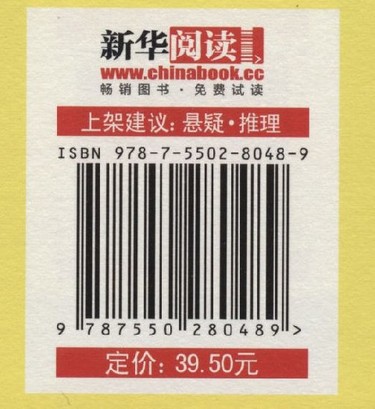 新华阅读
www.chinabook.cc
畅销图书·免费试读
上架建议：悬疑·推理
ISBN 978-7-5502-8048-9
9 787550 280489 >
定价：39.50元